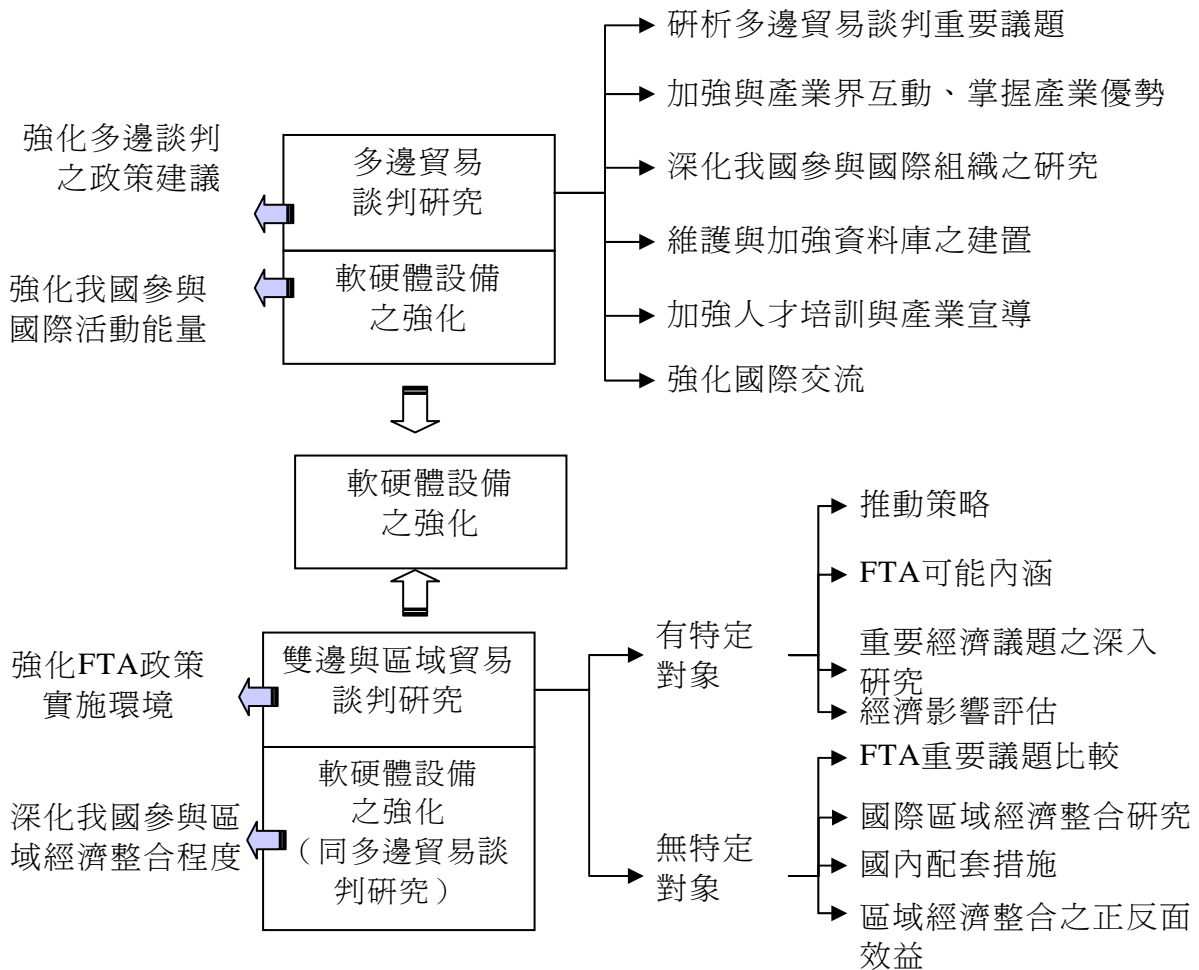 研析多邊貿易談判重要議題
加強與產業界互動、掌握產業優勢
深化我國參與國際組織之研究
維護與加強資料庫之建置
加強人才培訓與產業宣導
強化國際交流
強化多邊談判
之政策建議
多邊貿易
談判研究
強化我國參與
國際活動能量
軟硬體設備
之強化
軟硬體設備
之強化
強化FTA政策
實施環境
雙邊與區域貿易
談判研究
深化我國參與區
域經濟整合程度
軟硬體設備
之強化
（同多邊貿易談
判研究）
有特定
對象
推動策略
FTA可能內涵
重要經濟議題之深入
研究
經濟影響評估
無特定
對象
FTA重要議題比較
國際區域經濟整合研究
國內配套措施
區域經濟整合之正反面
效益